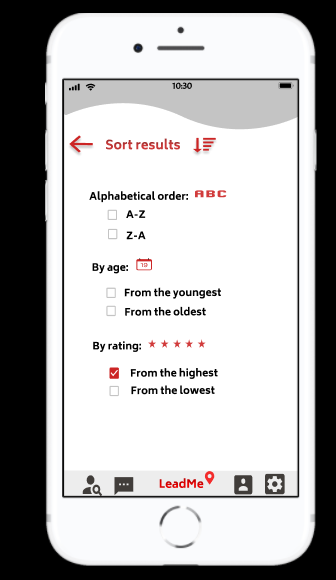 10:30
Sort results
Alphabetical order: ABC
A-Z
Z-A
By age: 10
From the youngest
From the oldest
By rating:
From the highest
From the lowest
LeadMe